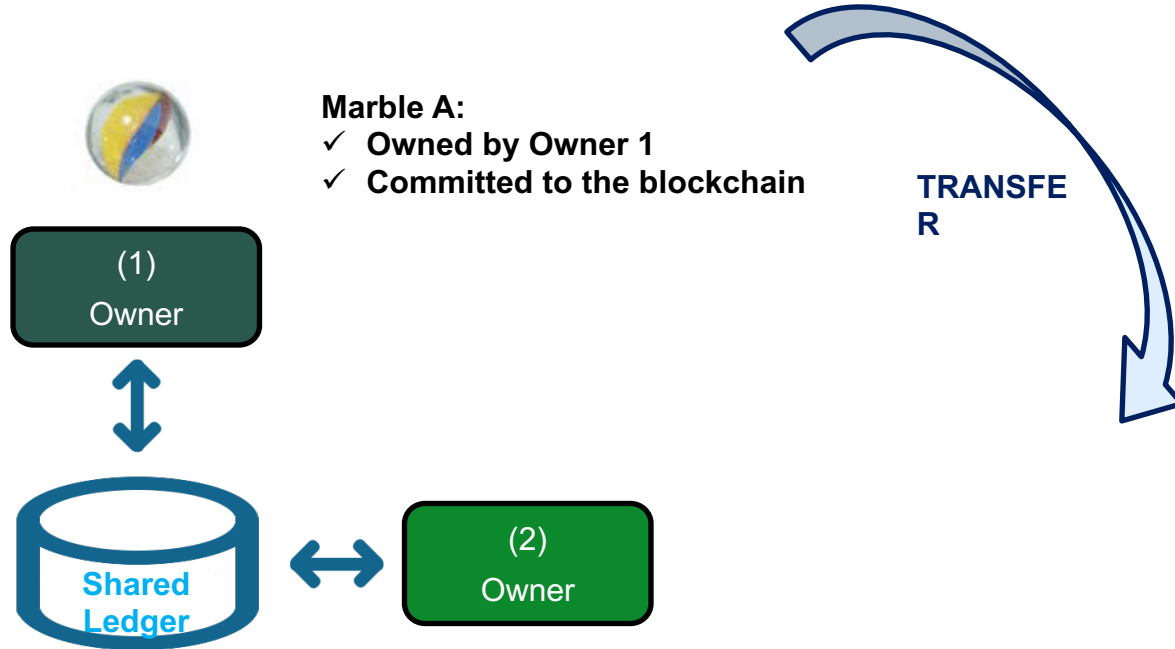 Marble A:
✓ Owned by Owner 1
✓ Committed to the blockchain
TRANSFE
R
(1)
Owner
(2)
Owner
Shared
Ledger